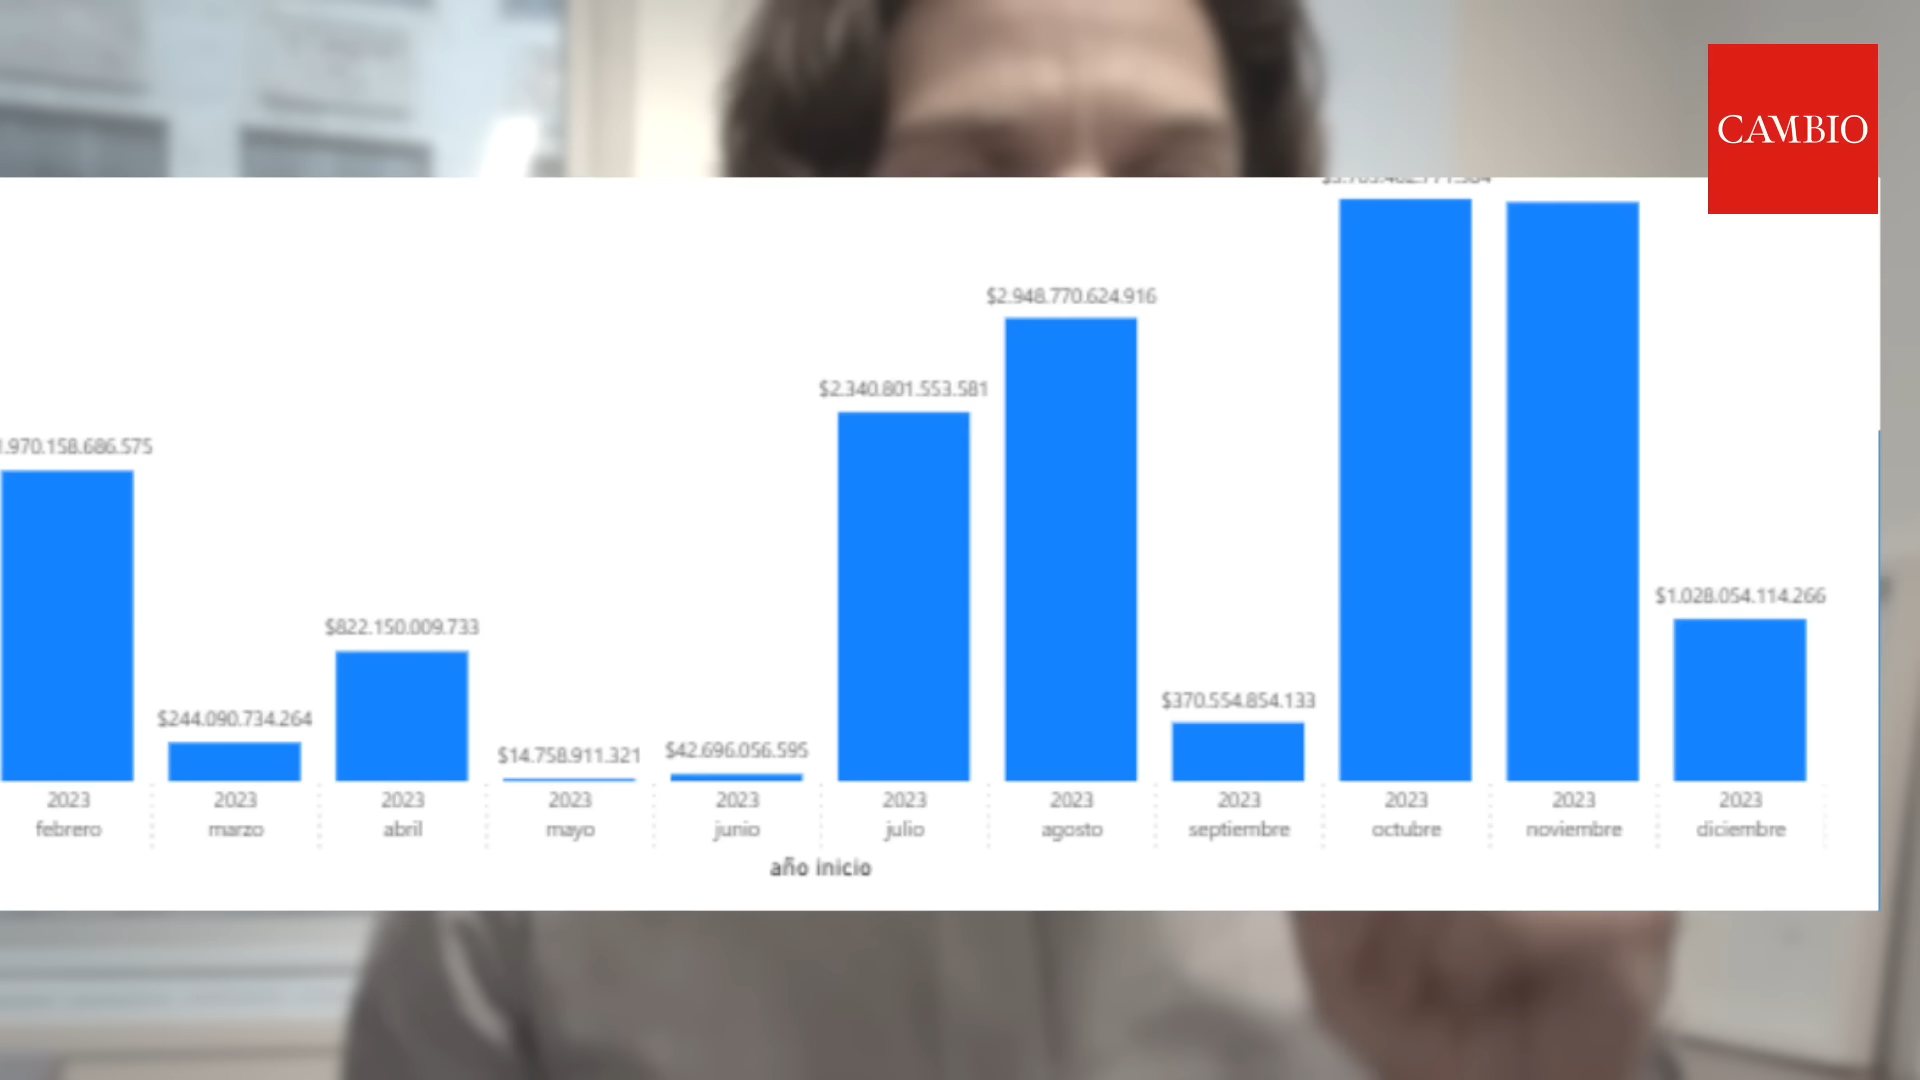 CAMBIO
$2.948.770.624.916
$2.340.801.553.581
.970.158.686.575
$1.028.054.114.266
$822.150.009.733
$370.554.854.133
$244.090.734.264
$14.758.911.321
$42.696.056.595
2023 2023 2023 2023 2023 2023 2023 2023 2023 2023 2023
febrero marzo abril mayo junio julio agosto septiembre octubre noviembre diciembre
año inicio